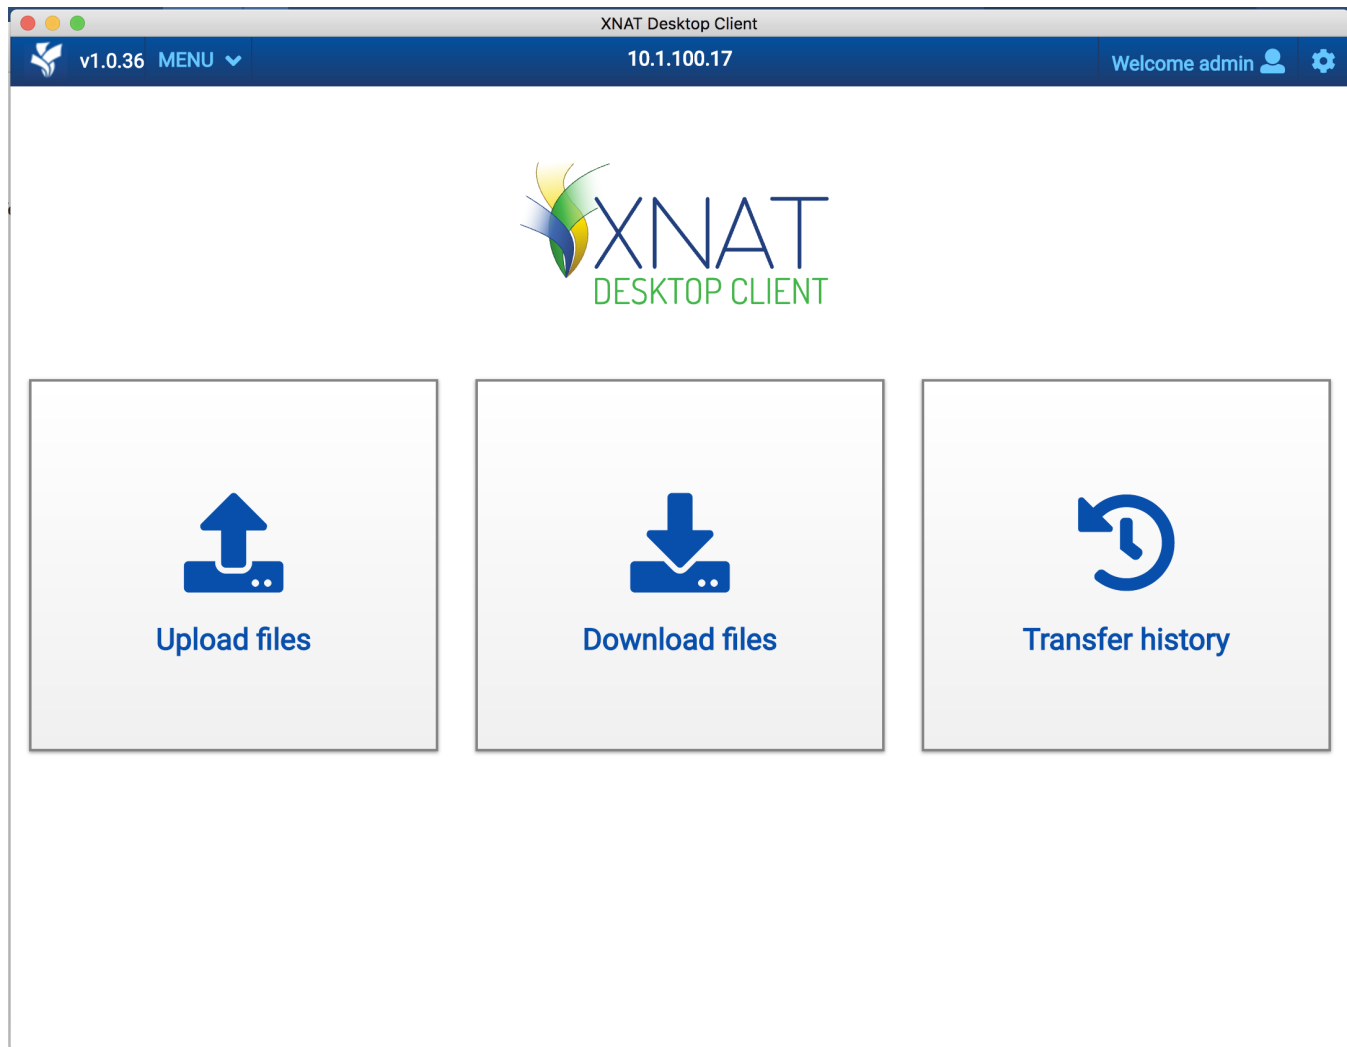 XNAT Desktop Client
v1.0.36 MENU 10.1.100.17 Welcome admin
XNAT
DESKTOP CLIENT
Upload files Download files Transfer history